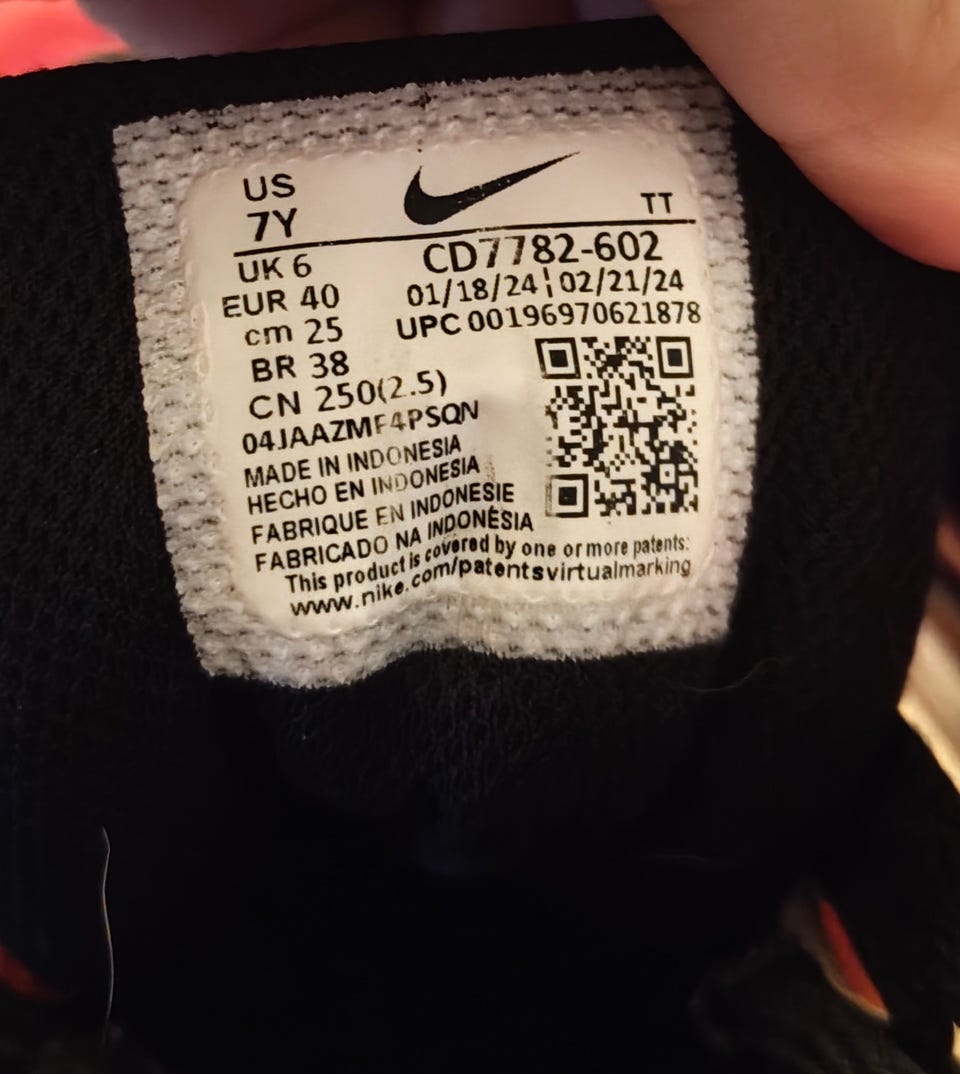 US
7Y
TT
UK 6
EUR 40
cm 25
BR 38
CN 250(2.5)
CD7782-602
01/18/24¦02/21/24
UPC 00196970621878
04JAAZMF4PSQN
MADE IN INDONESIA
HECHO EN INDONESIA
FABRIQUE EN INDONESIE
FABRICADO NA INDONÉSIA
This product is covered by one or more patents:
www.nike.com/patentsvirtualmarking